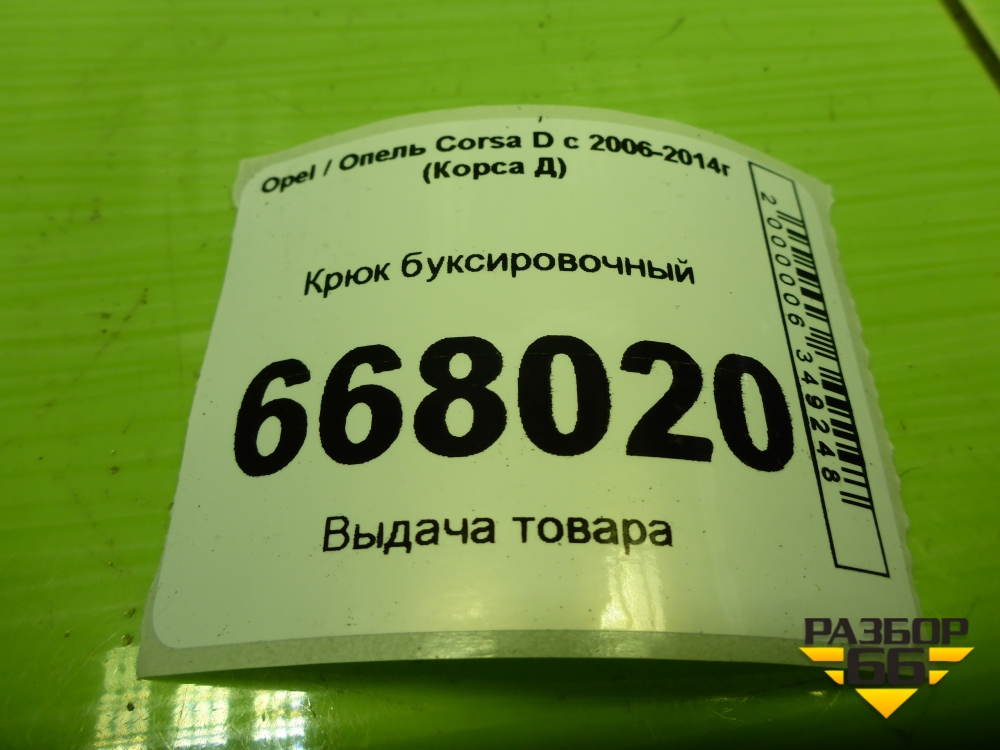 Opel / Опель Corsa D с 2006-2014г
(Корса Д)
Крюк буксировочный
668020
Выдача товара
2000006349248
РАЗБОР
66